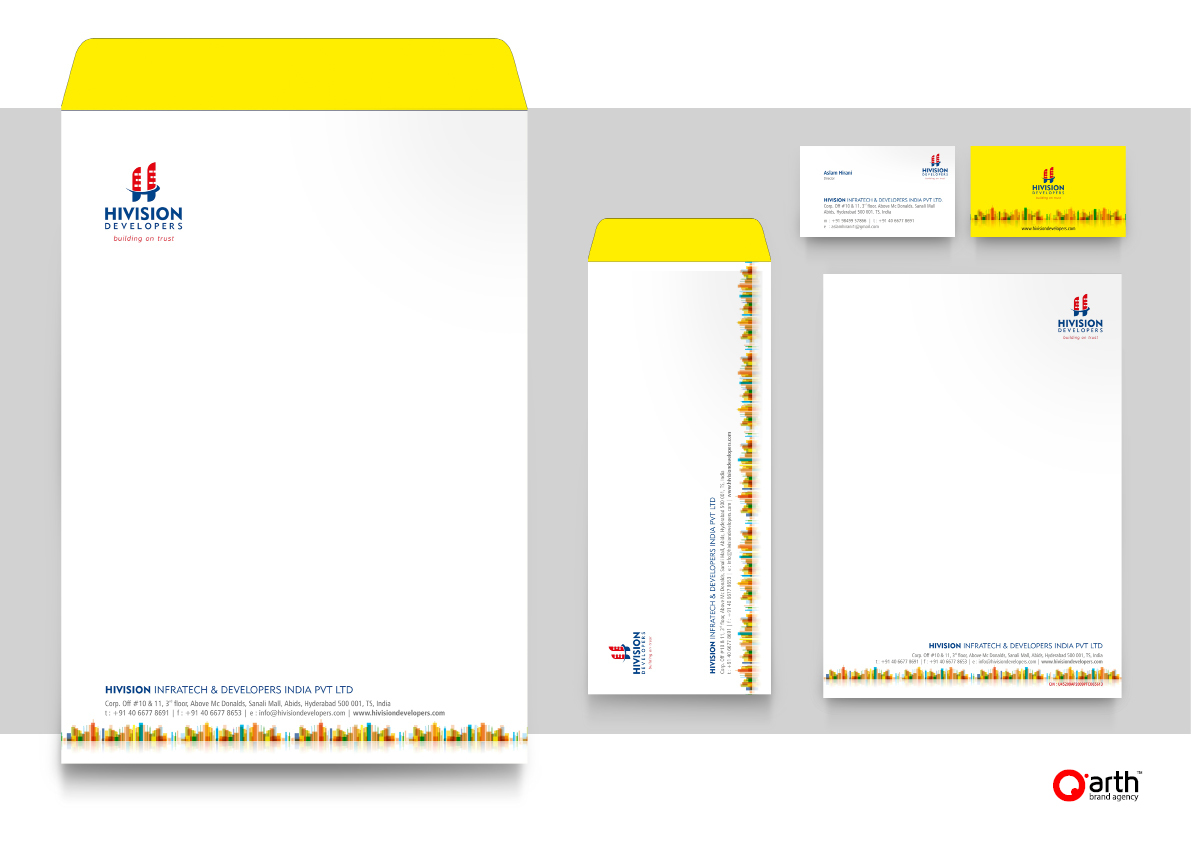 HIVISION
DEVELOPERS
building on trust
HIVISION INFRATECH & DEVELOPERS INDIA PVT LTD
Corp. Off #10 & 11, 3rd floor, Above Mc Donalds, Sanali Mall, Abids, Hyderabad 500 001, TS, India
t : +91 40 6677 8691 | f : +91 40 6677 8653 | e : info@hivisiondevelopers.com | www.hivisiondevelopers.com
HIVISION
DEVELOPERS
building on trust
HIVISION INFRATECH & DEVELOPERS INDIA PVT LTD
Corp. Off #10 & 11, 3rd floor, Above Mc Donalds, Sanali Mall, Abids, Hyderabad 500 001, TS, India
t : +91 40 6677 8691 | f : +91 40 6677 8653 | e : info@hivisiondevelopers.com | www.hivisiondevelopers.com
Aslam Hirani
Director
HIVISION
DEVELOPERS
building on trust
HIVISION INFRATECH & DEVELOPERS INDIA PVT LTD
Corp. Off #10 & 11, 3rd floor, Above Mc Donalds, Sanali Mall
Abids, Hyderabad 500 001, TS, India
| t : +91 40 6677 8691
HIVISION
DEVELOPERS
building on trust
www.hivisiondevelopers.com
HIVISION
DEVELOPERS
building on trust
HIVISION INFRATECH & DEVELOPERS INDIA PVT LTD
Corp. Off #10 & 11, 3rd floor, Above Mc Donalds, Sanali Mall, Abids, Hyderabad 500 001, TS, India
t : +91 40 6677 8691 | f : +91 40 6677 8653 | e : info@hivisiondevelopers.com | www.hivisiondevelopers.com
Q'arth™
brand agency